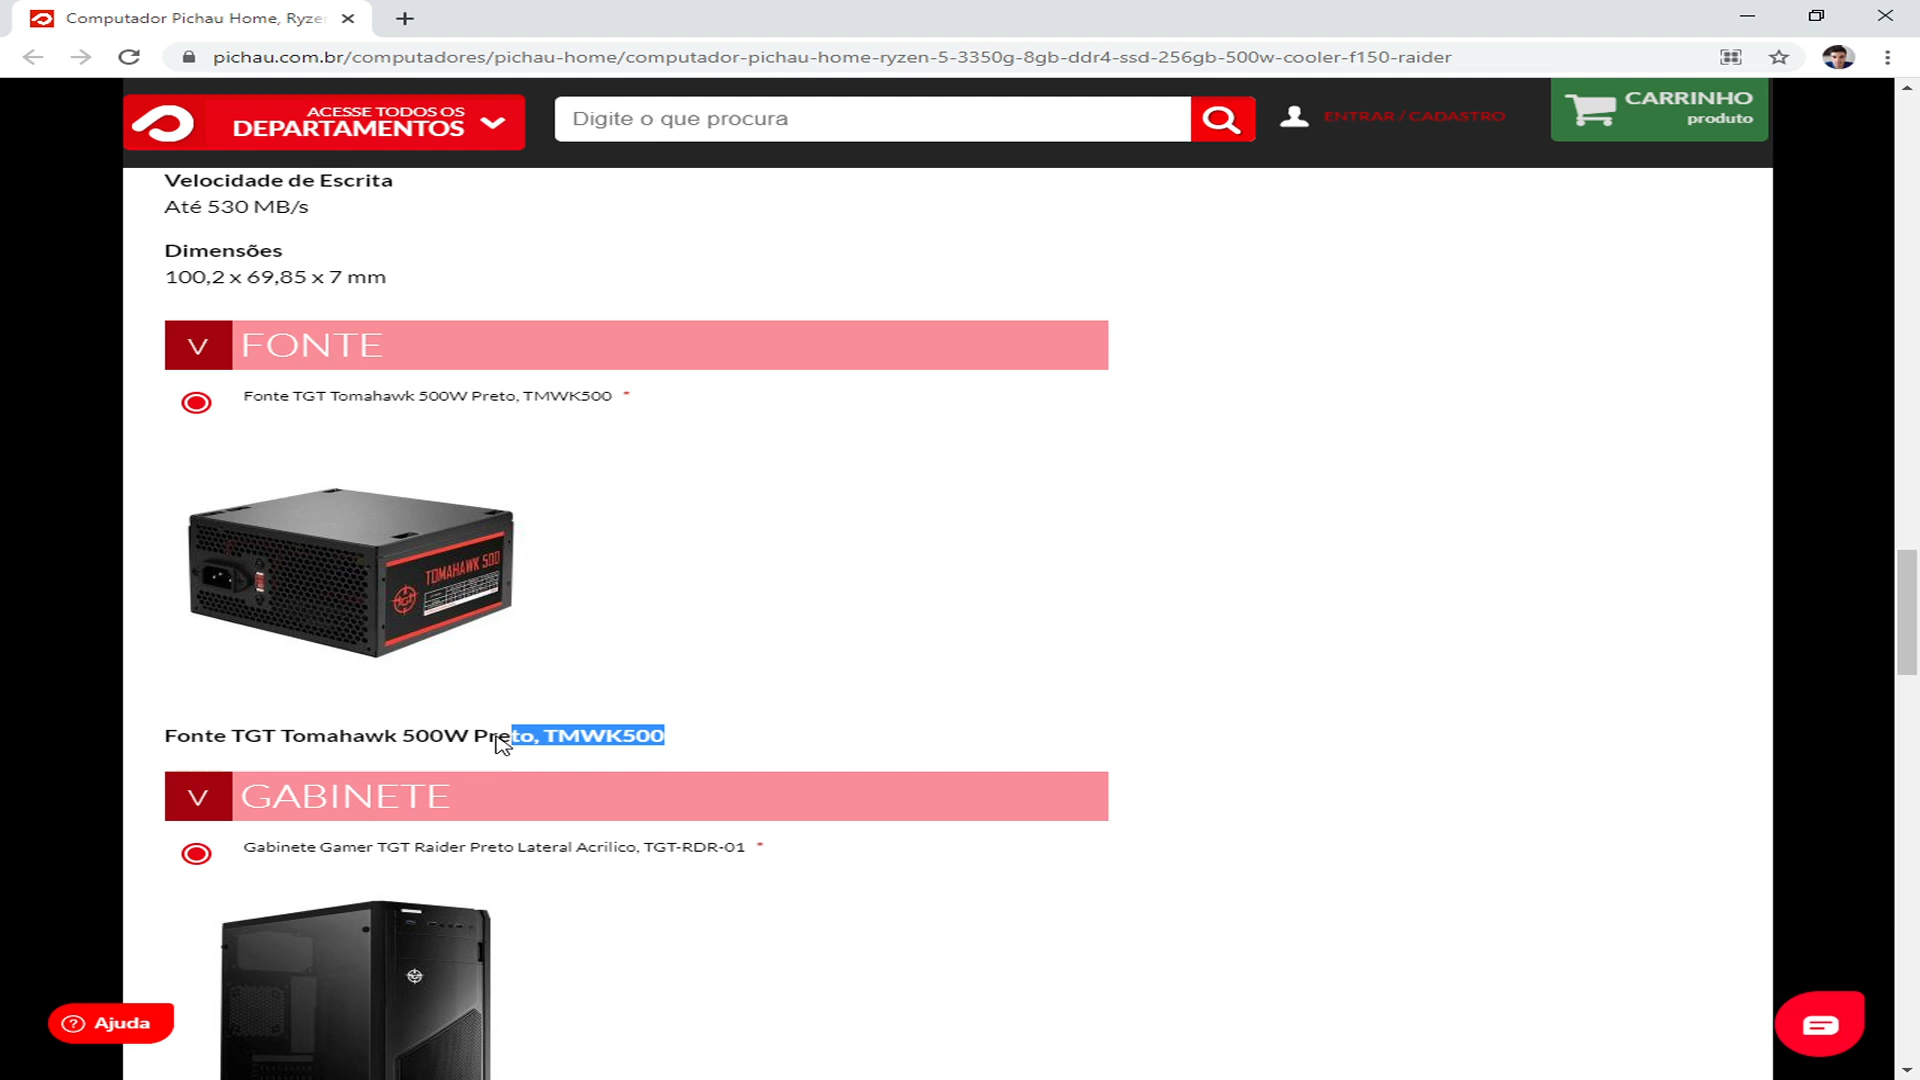 Computador Pichau Home, Ryze
pichau.com.br/computadores/pichau-home/computador-pichau-home-ryzen-5-3350g-8gb-ddr4-ssd-256gb-500w-cooler-f150-raider
ACESSE TODOS OS
DEPARTAMENTOS
Digite o que procura
ENTRAR / CADASTRO
CARRINHO
produto
Velocidade de Escrita
Até 530 MB/s
Dimensões
100,2 x 69,85 x 7 mm
V FONTE
Fonte TGT Tomahawk 500W Preto, TMWK500 *
TOMAHAWK 500
TGT
Fonte TGT Tomahawk 500W Preto, TMWK500
V GABINETE
Gabinete Gamer TGT Raider Preto Lateral Acrilico, TGT-RDR-01 *
? Ajuda